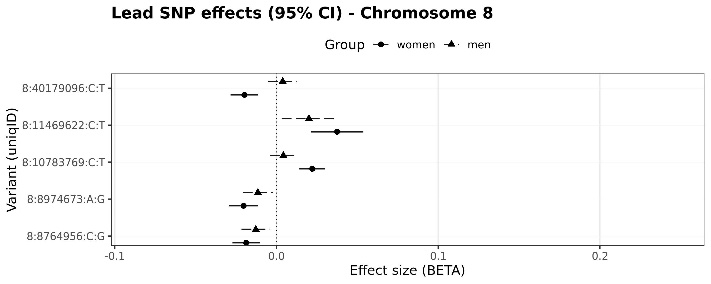 Lead SNP effects (95% CI) - Chromosome 8
Group women men
8:40179096:C:T
8:11469622:C:T
8:10783769:C:T
8:8974673:A:G
8:8764956:C:G
Variant (uniqID)
-0.1 0.0 0.1 0.2
Effect size (BETA)